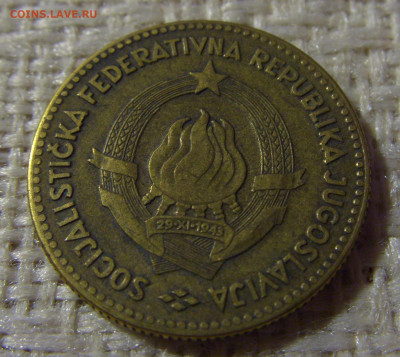 COINS.LAVE.RU
SOCIJALISTIČKA FEDERATIVNA REPUBLIKA JUGOSLAVIJA
29·XI·1943